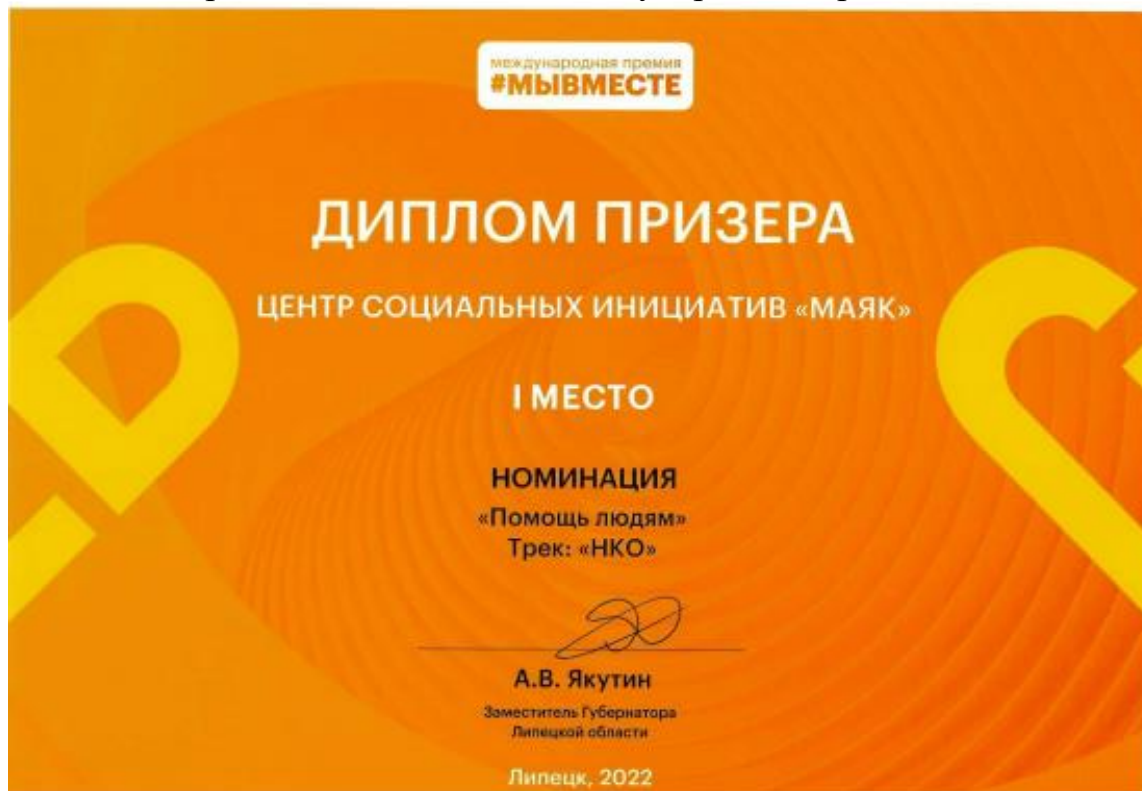 международная премия
#МЫВМЕСТЕ
ДИПЛОМ ПРИЗЕРА
ЦЕНТР СОЦИАЛЬНЫХ ИНИЦИАТИВ «МАЯК»
I МЕСТО
НОМИНАЦИЯ
«Помощь людям»
Трек: «НКО»
А.В. Якутин
Заместитель Губернатора
Липецкой области
Липецк, 2022